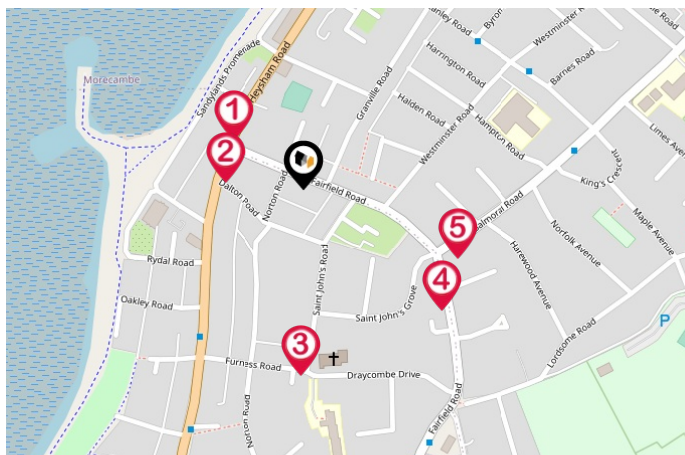 Stanley Road
Westminster Road
Byron
Harrington Road
Barnes Road
Sandylands Promenade
Heysham Road
Morecambe
Granville Road
Halden Road
Westminster Road
Hampton Road
Limes Avenue
King's Crescent
1
2
Fairfield Road
Norton Road
Dalton Road
Balmoral Road
Maple Avenue
Norfolk Avenue
5
Harewood Avenue
Rydal Road
Saint John's Road
4
Oakley Road
Saint John's Grove
Lordsome Road
P
3
Furness Road
Draycombe Drive
Norton Road
Fairfield Road